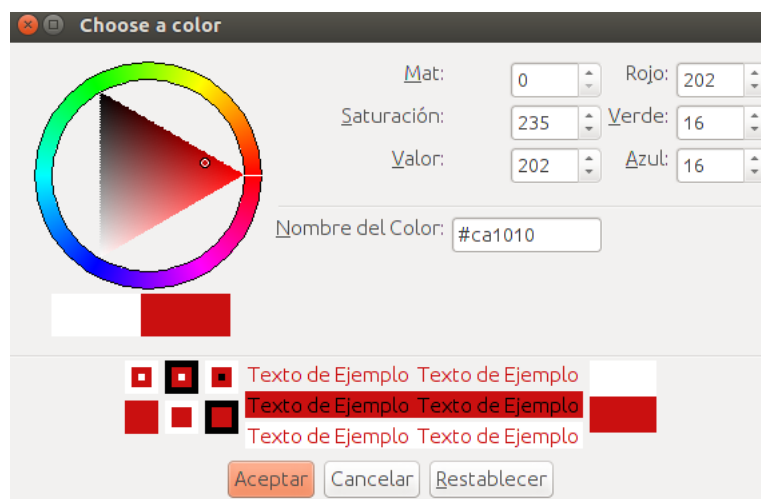 Choose a color
Mat: 0 Rojo: 202
Saturación: 235 Verde: 16
Valor: 202 Azul: 16
Nombre del Color: #ca1010
Texto de Ejemplo Texto de Ejemplo
Texto de Ejemplo Texto de Ejemplo
Texto de Ejemplo Texto de Ejemplo
Aceptar Cancelar Restablecer